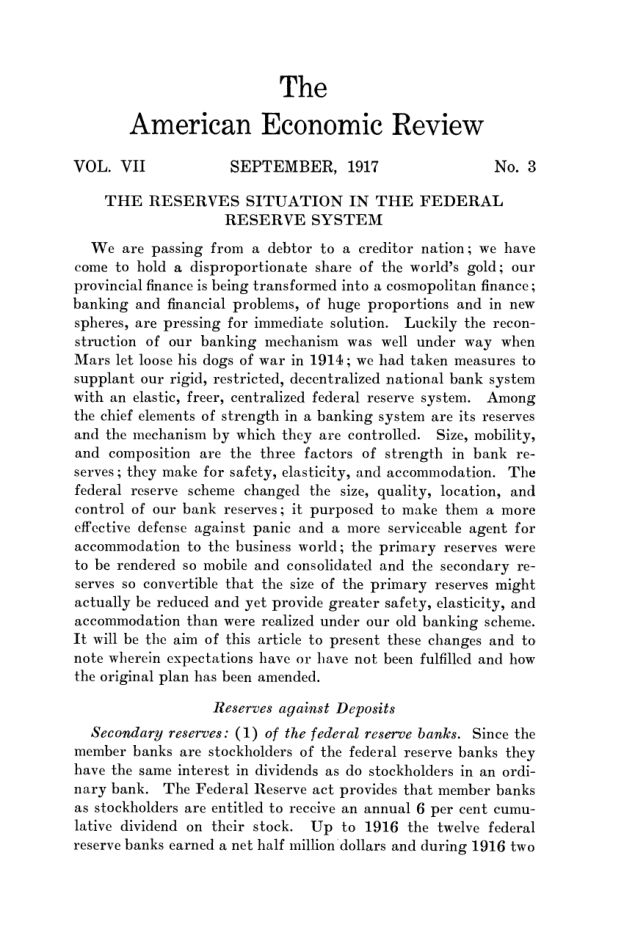 The
American Economic Review
VOL. VII SEPTEMBER, 1917 No. 3
THE RESERVES SITUATION IN THE FEDERAL
RESERVE SYSTEM
We are passing from a debtor to a creditor nation; we have
come to hold a disproportionate share of the world's gold; our
provincial finance is being transformed into a cosmopolitan finance;
banking and financial problems, of huge proportions and in new
spheres, are pressing for immediate solution. Luckily the recon-
struction of our banking mechanism was well under way when
Mars let loose his dogs of war in 1914; we had taken measures to
supplant our rigid, restricted, decentralized national bank system
with an elastic, freer, centralized federal reserve system. Among
the chief elements of strength in a banking system are its reserves
and the mechanism by which they are controlled. Size, mobility,
and composition are the three factors of strength in bank re-
serves; they make for safety, elasticity, and accommodation. The
federal reserve scheme changed the size, quality, location, and
control of our bank reserves; it purposed to make them a more
effective defense against panic and a more serviceable agent for
accommodation to the business world; the primary reserves were
to be rendered so mobile and consolidated and the secondary re-
serves so convertible that the size of the primary reserves might
actually be reduced and yet provide greater safety, elasticity, and
accommodation than were realized under our old banking scheme.
It will be the aim of this article to present these changes and to
note wherein expectations have or have not been fulfilled and how
the original plan has been amended.
Reserves against Deposits
Secondary reserves: (1) of the federal reserve banks. Since the
member banks are stockholders of the federal reserve banks they
have the same interest in dividends as do stockholders in an ordi-
nary bank. The Federal Reserve act provides that member banks
as stockholders are entitled to receive an annual 6 per cent cumu-
lative dividend on their stock. Up to 1916 the twelve federal
reserve banks earned a net half million dollars and during 1916 two